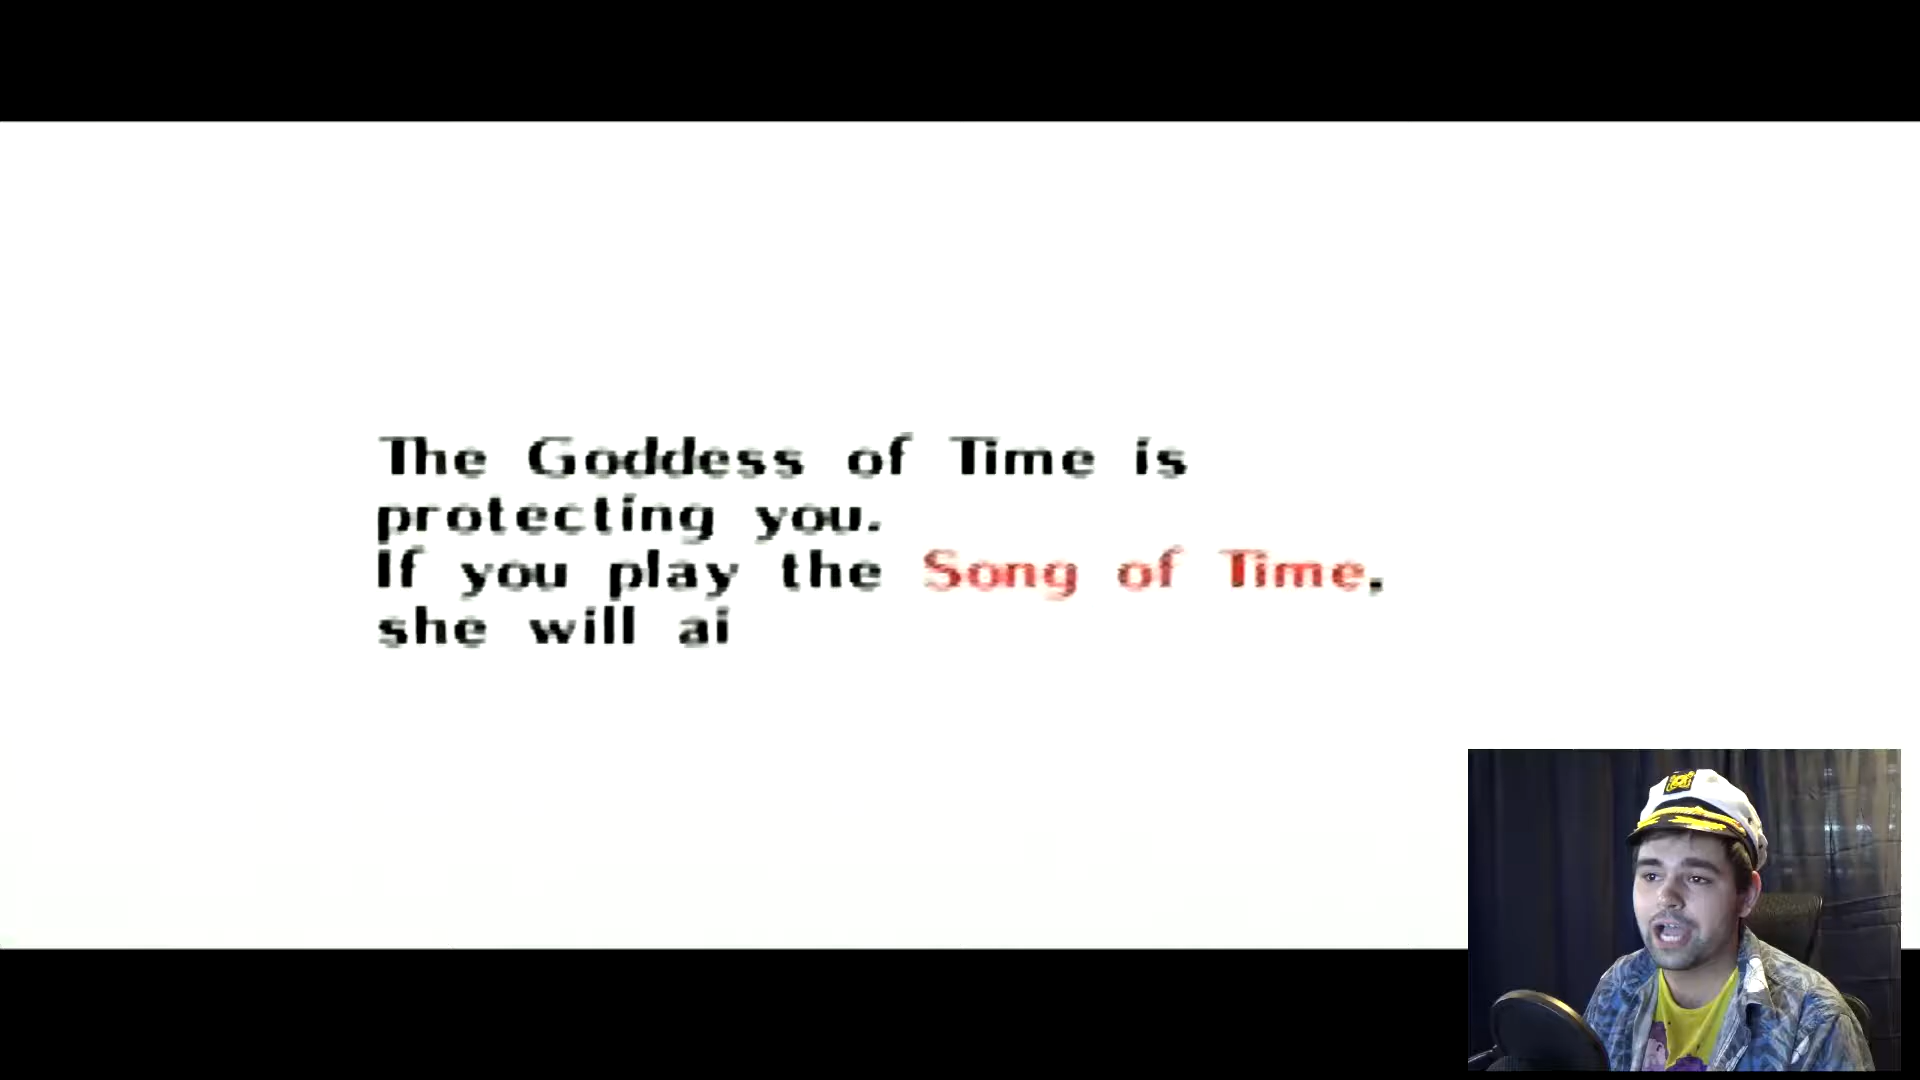 The Goddess of Time is
protecting you.
If you play the Song of Time,
she will ai